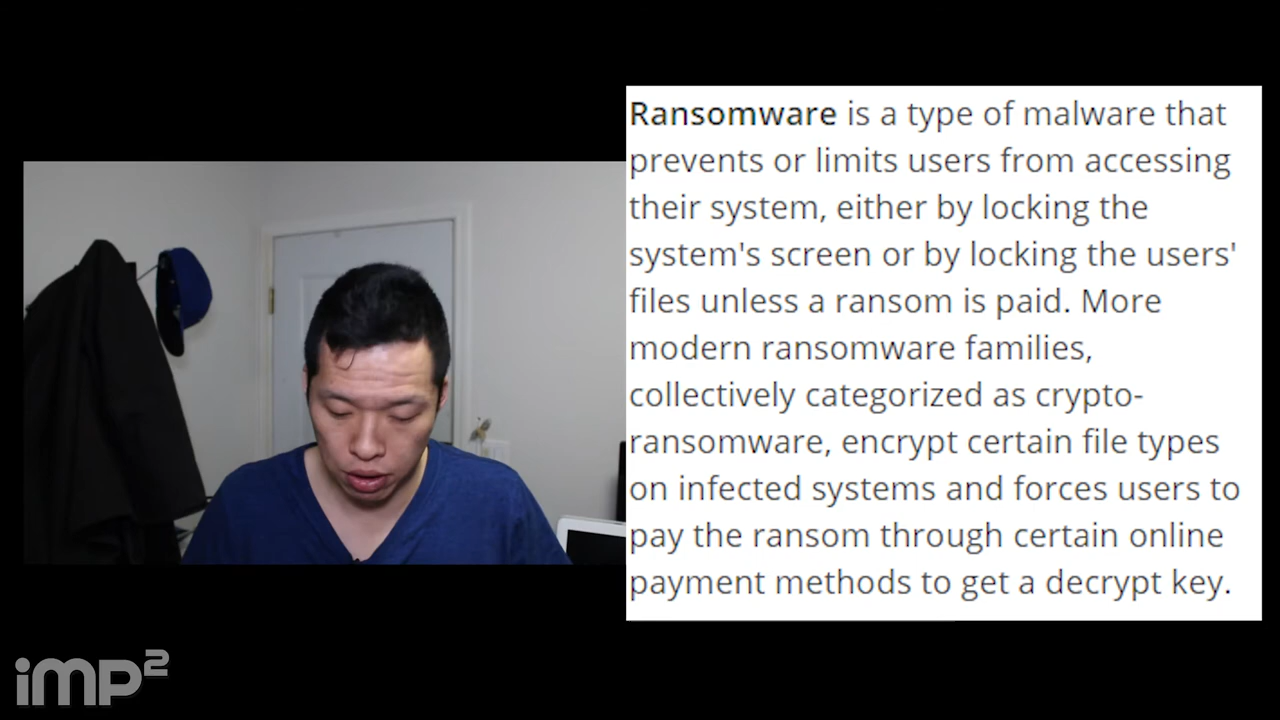 Ransomware is a type of malware that
prevents or limits users from accessing
their system, either by locking the
system's screen or by locking the users'
files unless a ransom is paid. More
modern ransomware families,
collectively categorized as crypto-
ransomware, encrypt certain file types
on infected systems and forces users to
pay the ransom through certain online
payment methods to get a decrypt key.
imp²